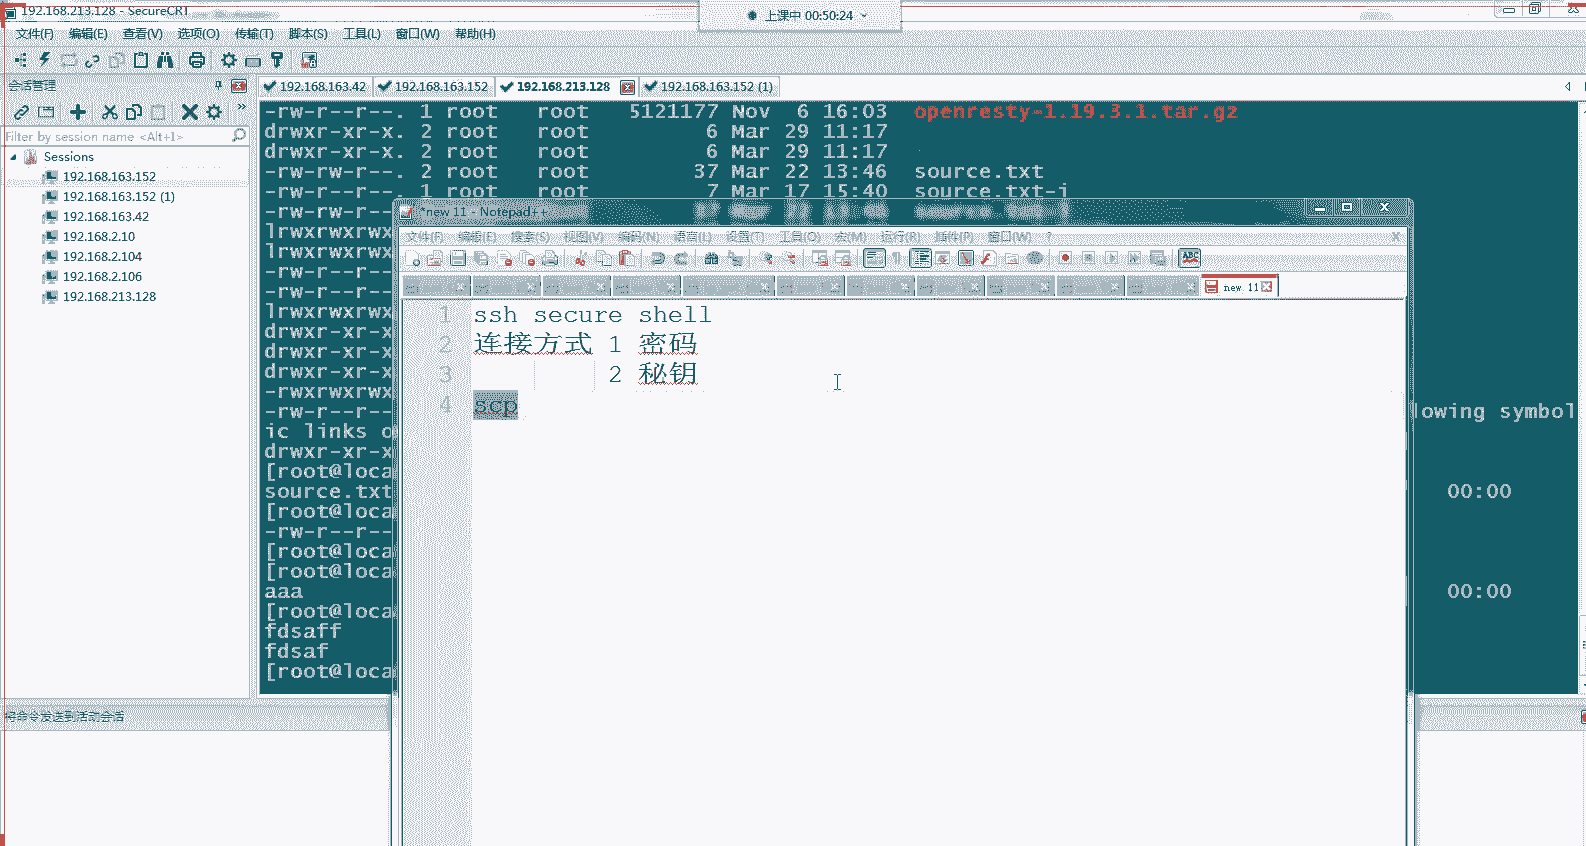 192.168.213.128 - SecureCRT
上课中 00:50:24
文件(F) 编辑(E) 查看(V) 选项(O) 传输(T) 脚本(S) 工具(L) 窗口(W) 帮助(H)
会话管理
192.168.163.42 192.168.163.152 192.168.213.128 192.168.163.152 (1)
Filter by session name <Alt+I>
Sessions
192.168.163.152
192.168.163.152 (1)
192.168.163.42
192.168.2.10
192.168.2.104
192.168.2.106
192.168.213.128
-rw-r--r--. 1 root root 5121177 Nov 6 16:03 openresty-1.19.3.1.tar.gz
drwxr-xr-x. 2 root root 6 Mar 29 11:17
drwxr-xr-x. 2 root root 6 Mar 29 11:17
-rw-rw-r--. 2 root root 37 Mar 22 13:46 source.txt
-rw-r--r--. 1 root root 7 Mar 17 15:40 source.txt-i
-rw-rw-r-
lrwxrwxrwx
lrwxrwxrwx
-rw-r--r--
-rw-r--r--
lrwxrwxrwx
drwxr-xr-x
drwxr-xr-x
drwxr-xr-x
-rwxrwxrwx
-rw-r--r-- lowing symbol
ic links o
drwxr-xr-x
[root@loca
source.txt 00:00
[root@loca
-rw-r--r--
[root@loca
[root@loca
aaa 00:00
[root@loca
fdsaff
fdsaf
[root@loca
将命令发送到活动会话
*new 11 - Notepad++
文件(F) 编辑(E) 搜索(S) 视图(V) 编码(N) 语言(L) 设置(T) 工具(O) 宏(M) 运行(R) 插件(P) 窗口(W) ?
new 11
1 ssh secure shell
2 连接方式 1 密码
3 2 秘钥
4 scp